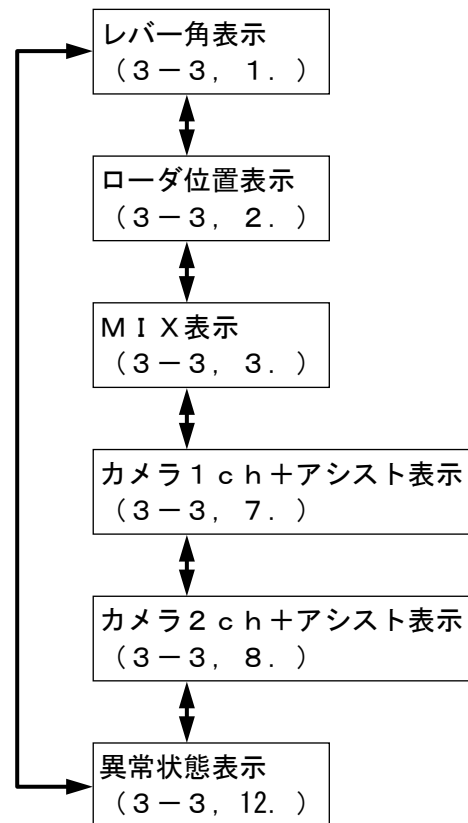 レバー角表示
（３－３，１．）
ローダ位置表示
（３－３，２．）
ＭＩＸ表示
（３－３，３．）
カメラ１ｃｈ＋アシスト表示
（３－３，７．）
カメラ２ｃｈ＋アシスト表示
（３－３，８．）
異常状態表示
（３－３，12．）